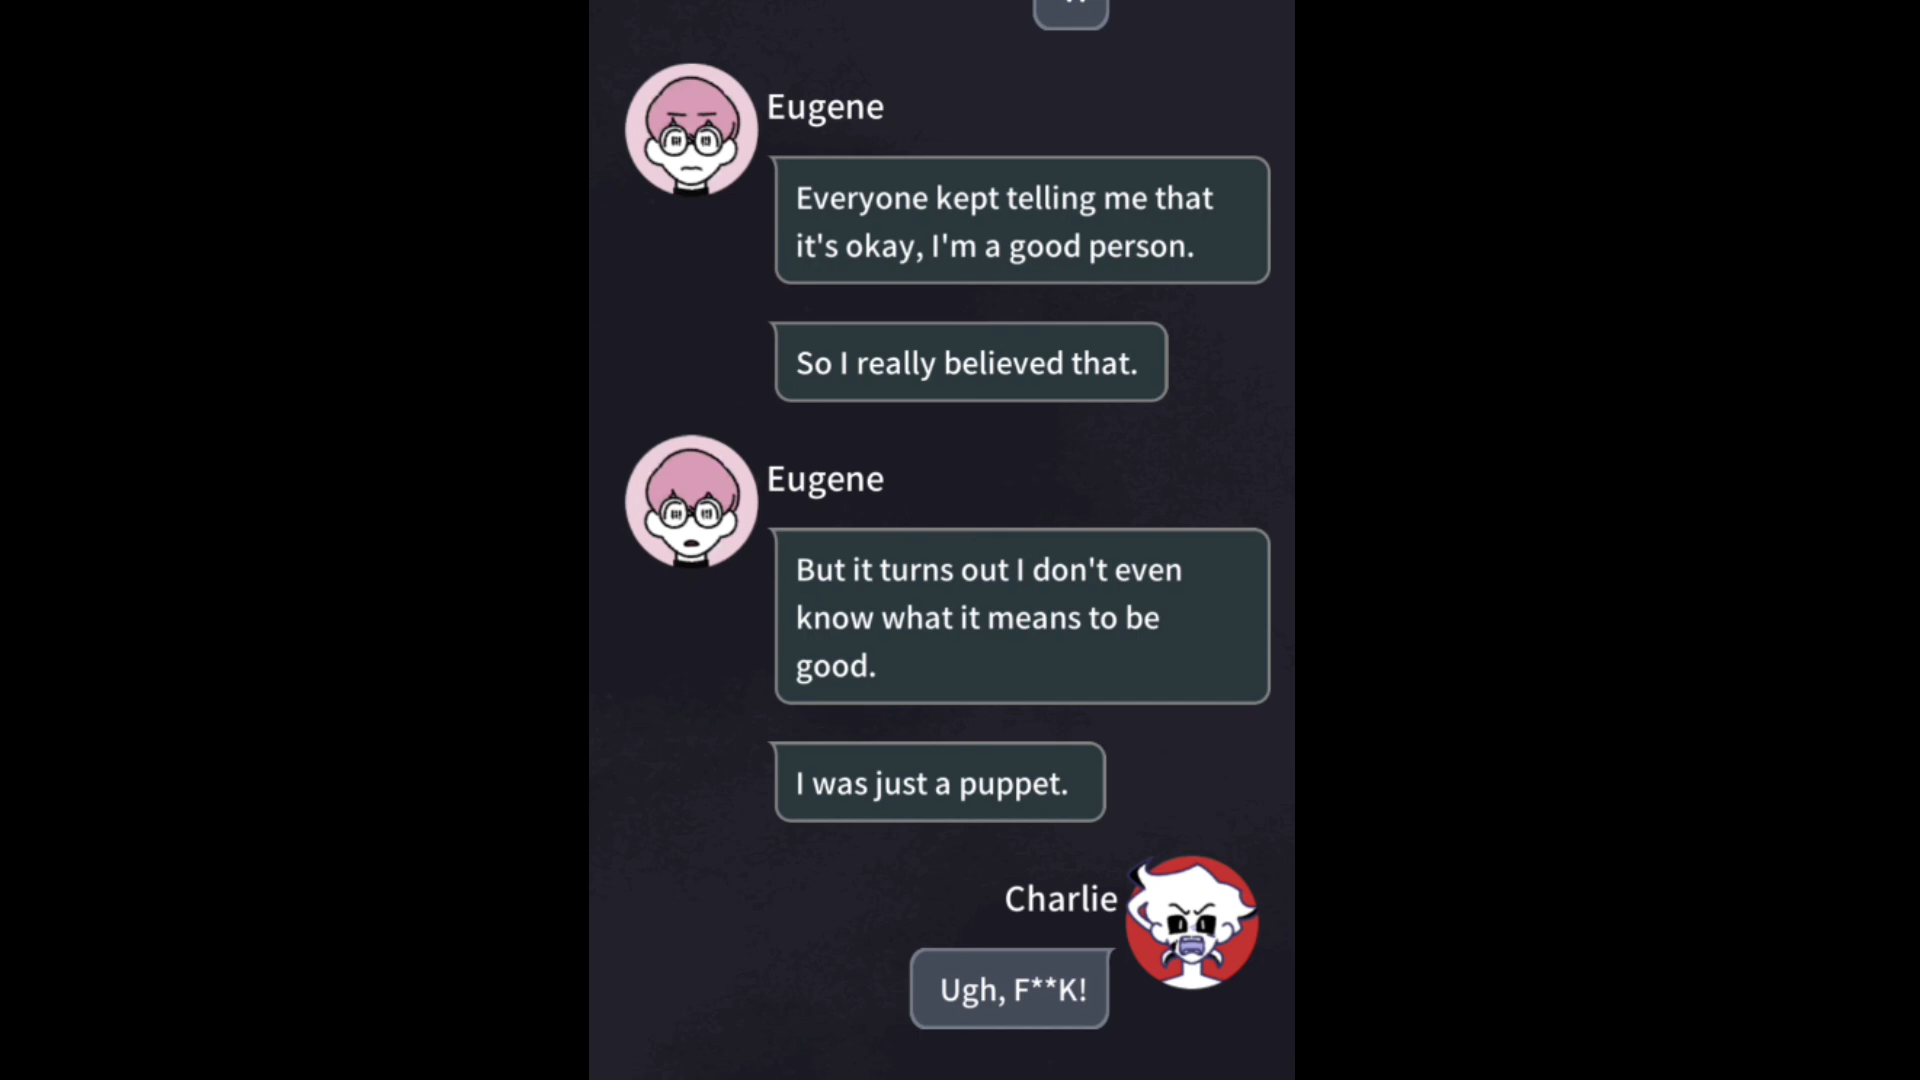 Eugene
Everyone kept telling me that
it's okay, I'm a good person.
So I really believed that.
Eugene
But it turns out I don't even
know what it means to be
good.
I was just a puppet.
Charlie
Ugh, F**K!